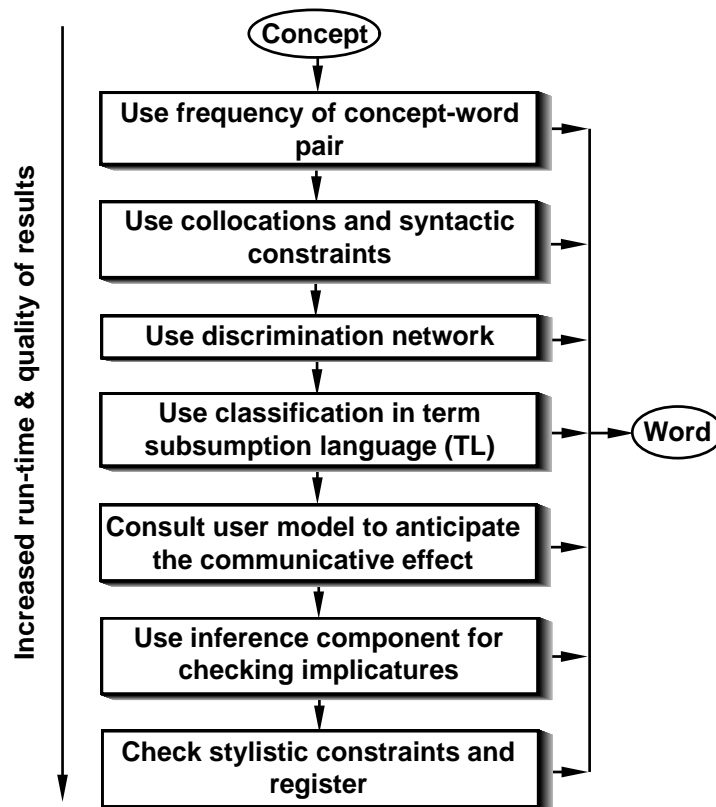 Concept
Use frequency of concept-word
pair
Use collocations and syntactic
constraints
Use discrimination network
Use classification in term
subsumption language (TL)
Word
Consult user model to anticipate
the communicative effect
Use inference component for
checking implicatures
Check stylistic constraints and
register
Increased run-time & quality of results